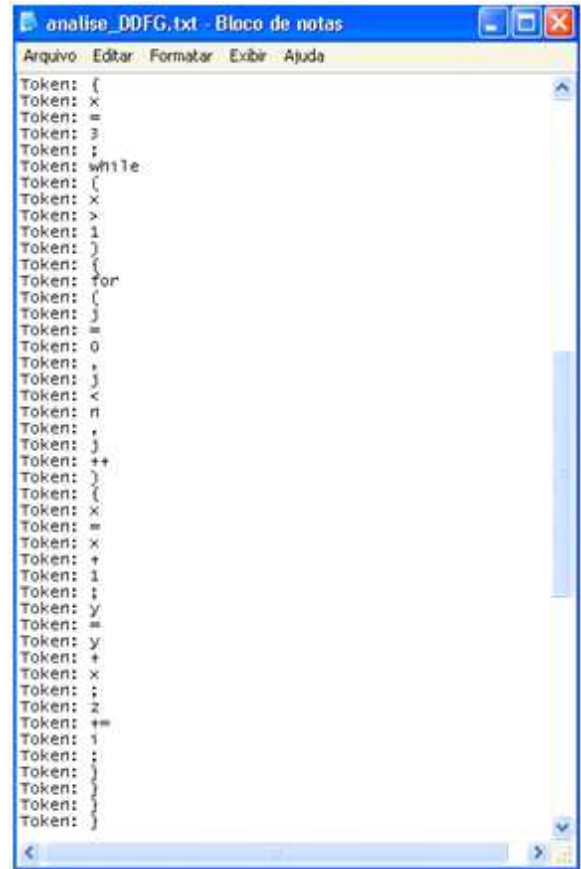 analise_DDFG.txt - Bloco de notas
Arquivo Editar Formatar Exibir Ajuda
Token: {
Token: x
Token: =
Token: 3
Token: ;
Token: while
Token: (
Token: x
Token: >
Token: 1
Token: )
Token: {
Token: for
Token: (
Token: j
Token: =
Token: 0
Token: ,
Token: j
Token: <
Token: n
Token: ,
Token: j
Token: ++
Token: )
Token: {
Token: x
Token: =
Token: x
Token: +
Token: 1
Token: ;
Token: y
Token: =
Token: y
Token: +
Token: x
Token: ;
Token: z
Token: +=
Token:
Token: ;
Token: }
Token: }
Token: }
Token: }